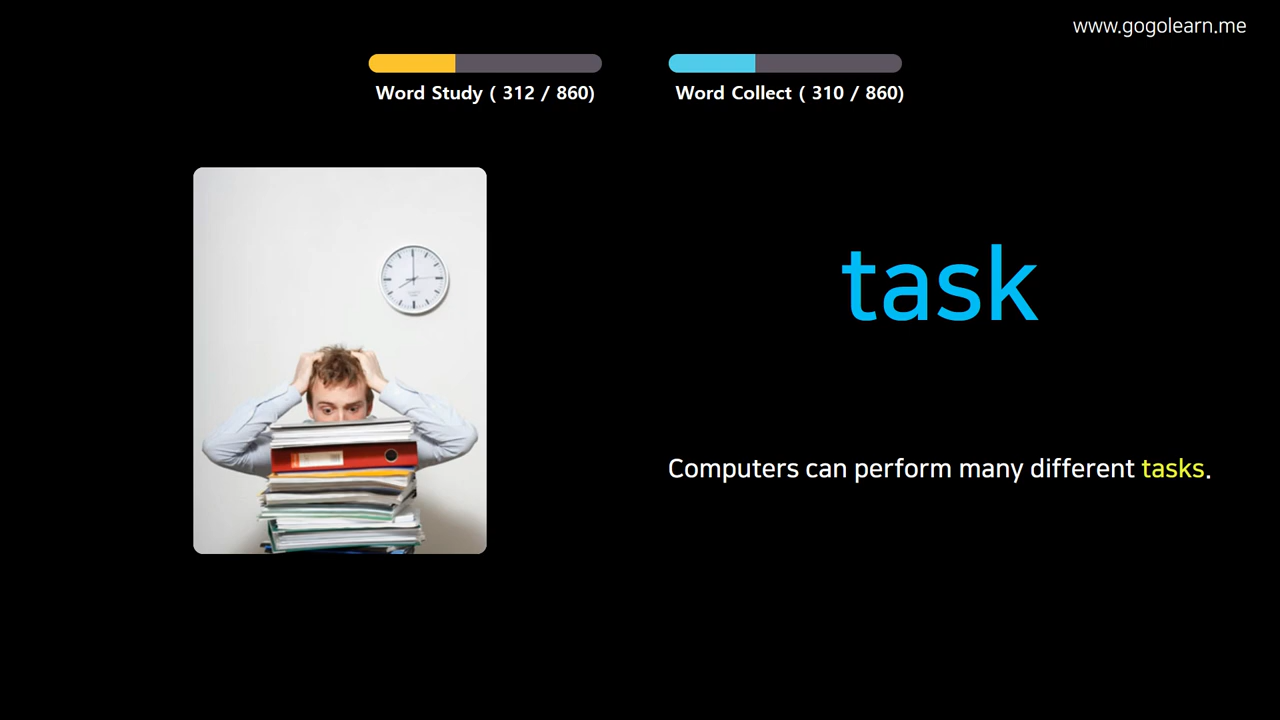 www.gogolearn.me
Word Study ( 312 / 860)
Word Collect ( 310 / 860)
task
Computers can perform many different tasks.